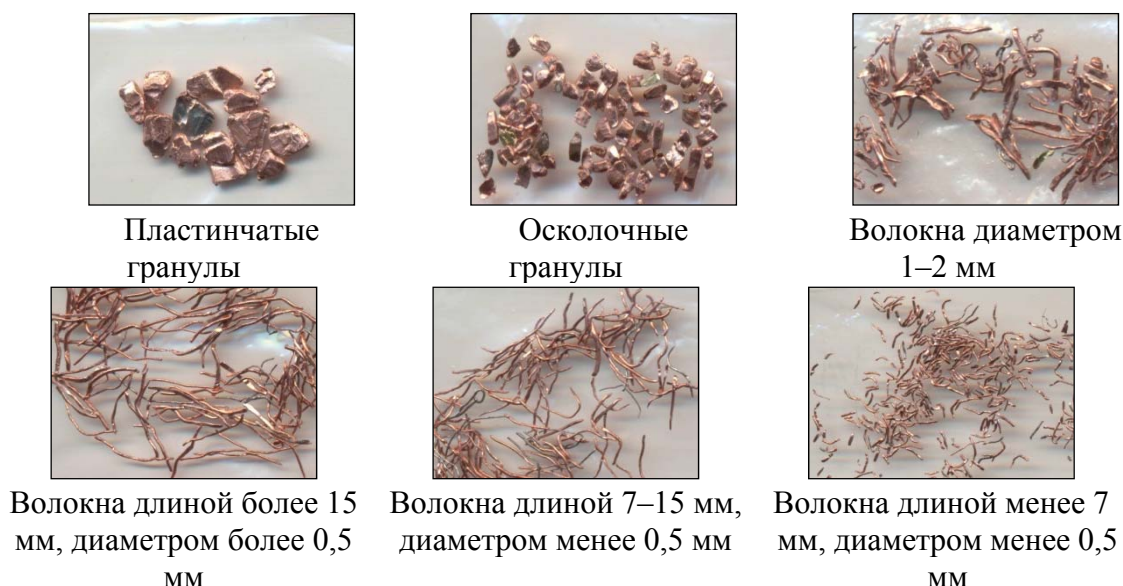 Пластинчатые
гранулы
Осколочные
гранулы
Волокна диаметром
1–2 мм
Волокна длиной более 15
мм, диаметром более 0,5
мм
Волокна длиной 7–15 мм,
диаметром менее 0,5 мм
Волокна длиной менее 7
мм, диаметром менее 0,5
мм